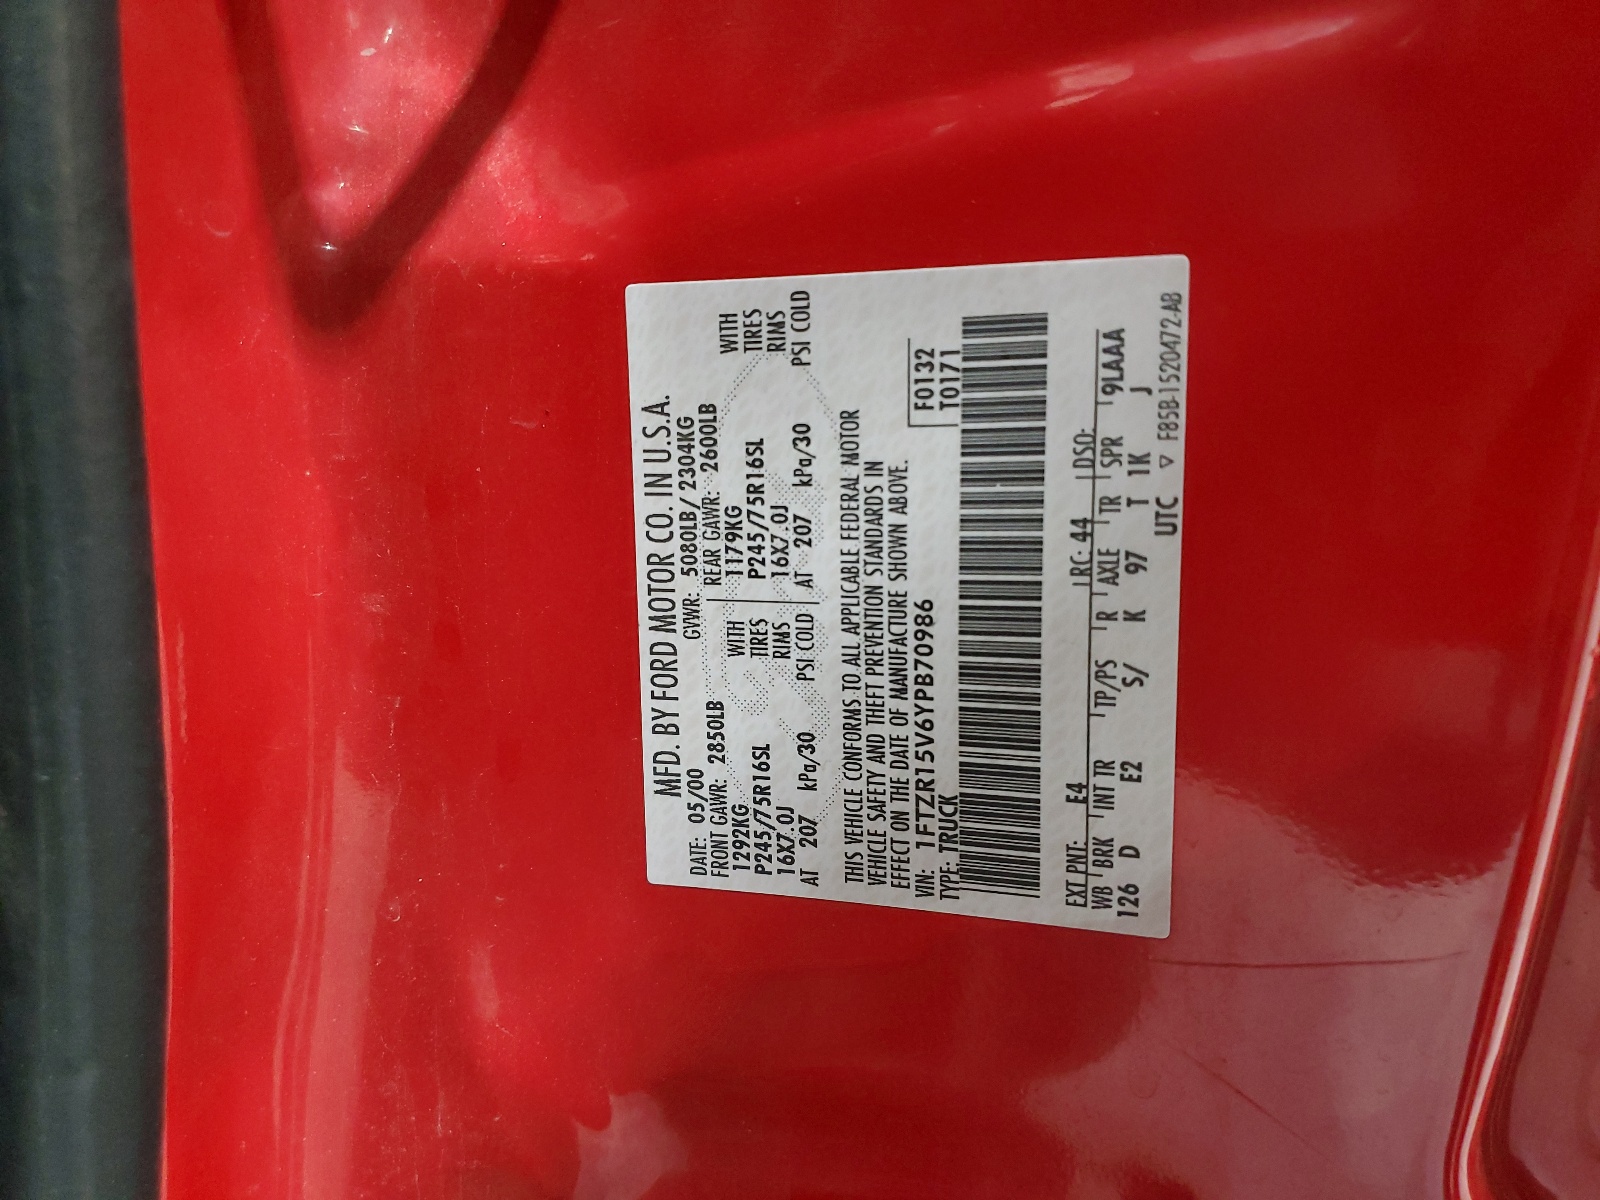 MFD. BY FORD MOTOR CO. IN U.S.A.
DATE: 05/00 GVWR: 5080LB/ 2304KG
FRONT GAWR: 2850LB REAR GAWR: 2600LB
1292KG WITH 1179KG WITH
P245/75R16SL TIRES P245/75R16SL TIRES
16X7.0J RIMS 16X7.0J RIMS
AT 207 kPa/30 PSI COLD AT 207 kPa/30 PSI COLD
THIS VEHICLE CONFORMS TO ALL APPLICABLE FEDERAL MOTOR
VEHICLE SAFETY AND THEFT PREVENTION STANDARDS IN
EFFECT ON THE DATE OF MANUFACTURE SHOWN ABOVE.
VIN: 1FTZR15V6YPB70986 F0132
TYPE: TRUCK T0171
EXT PNT: E4 RC: 44 DSO:
WB BRK INT TR TP/PS R AXLE TR SPR 9LAAA
126 D E2 S/ K 97 T 1K J
UTC ▽ F85B-1520472-AB